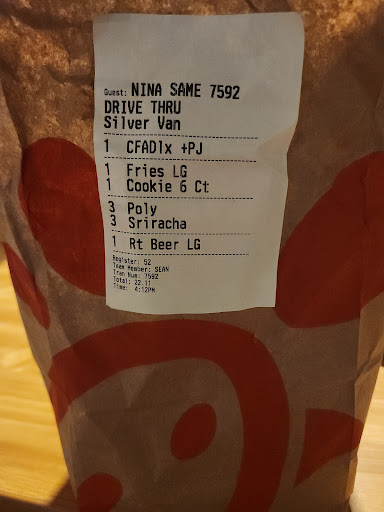 Guest: NINA SAME 7592
DRIVE THRU
Silver Van
1 CFADlx +PJ
1 Fries LG
1 Cookie 6 Ct
3 Poly
3 Sriracha
1 Rt Beer LG
Register: 52
Team Member: SEAN
Tran Num: 7592
Total: 22.11
Time: 4:12PM